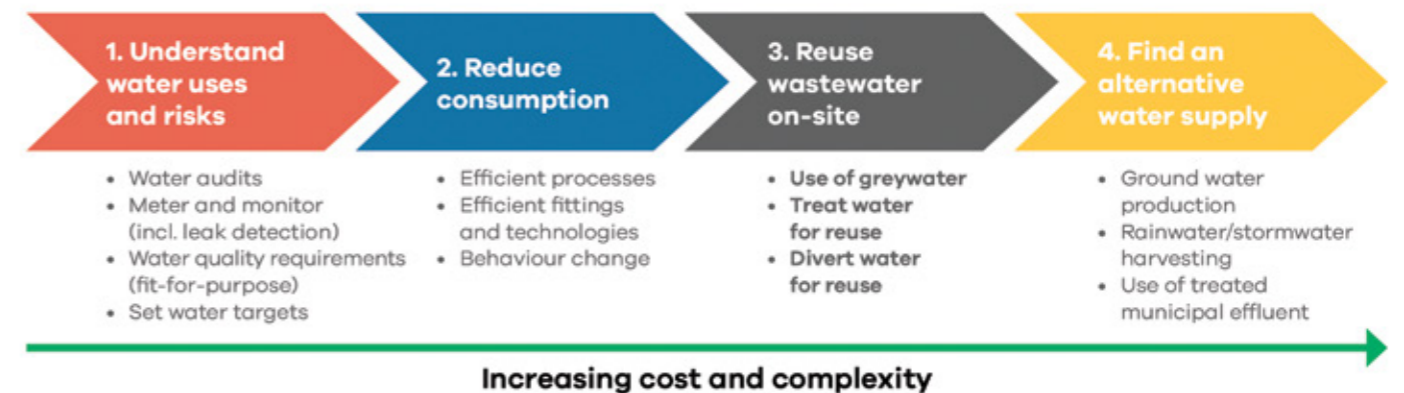 1. Understand
water uses
and risks
• Water audits
• Meter and monitor
(incl. leak detection)
• Water quality requirements
(fit-for-purpose)
• Set water targets
2. Reduce
consumption
• Efficient processes
• Efficient fittings
and technologies
• Behaviour change
3. Reuse
wastewater
on-site
• Use of greywater
• Treat water
for reuse
• Divert water
for reuse
4. Find an
alternative
water supply
• Ground water
production
• Rainwater/stormwater
harvesting
• Use of treated
municipal effluent
Increasing cost and complexity